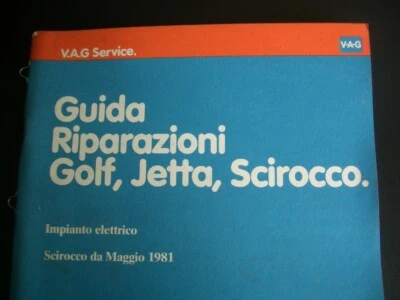 V.A.G Service.
V·A·G
Guida
Riparazioni
Golf, Jetta, Scirocco.
Impianto elettrico
Scirocco da Maggio 1981